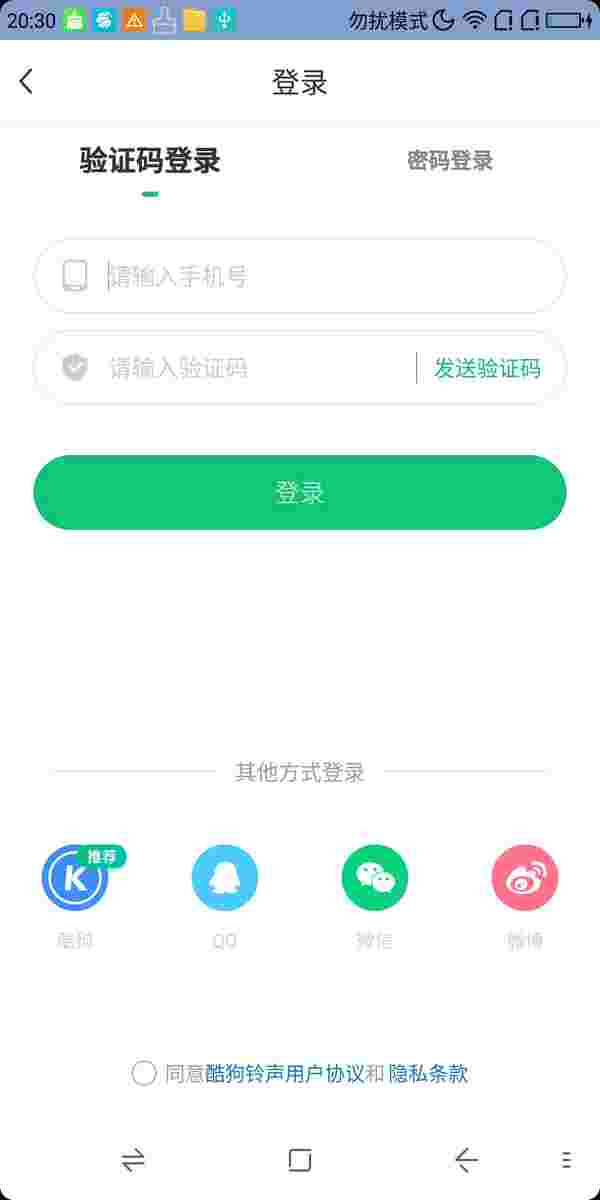 20:30 勿扰模式
登录
验证码登录 密码登录
请输入手机号
请输入验证码 发送验证码
登录
其他方式登录
推荐
酷狗 QQ 微信 微博
同意酷狗铃声用户协议和 隐私条款